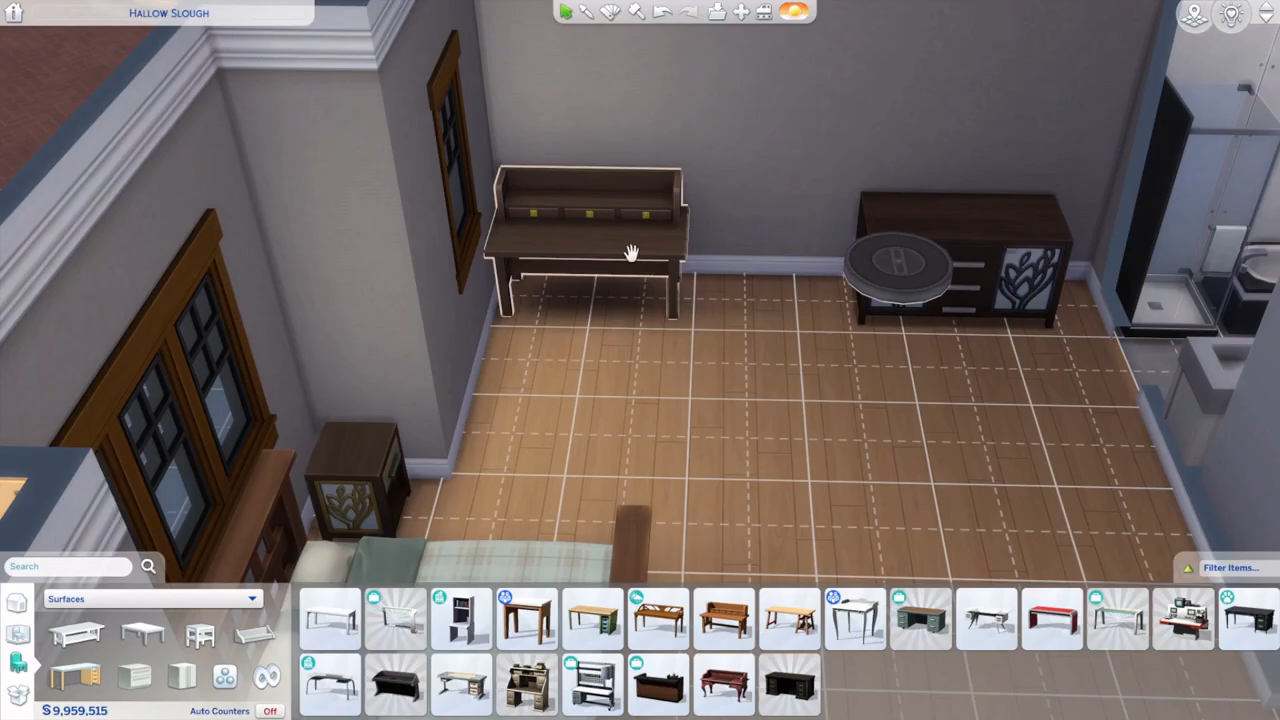 HALLOW SLOUGH
Search
Filter Items...
Surfaces
$9,959,515
Auto Counters
Off